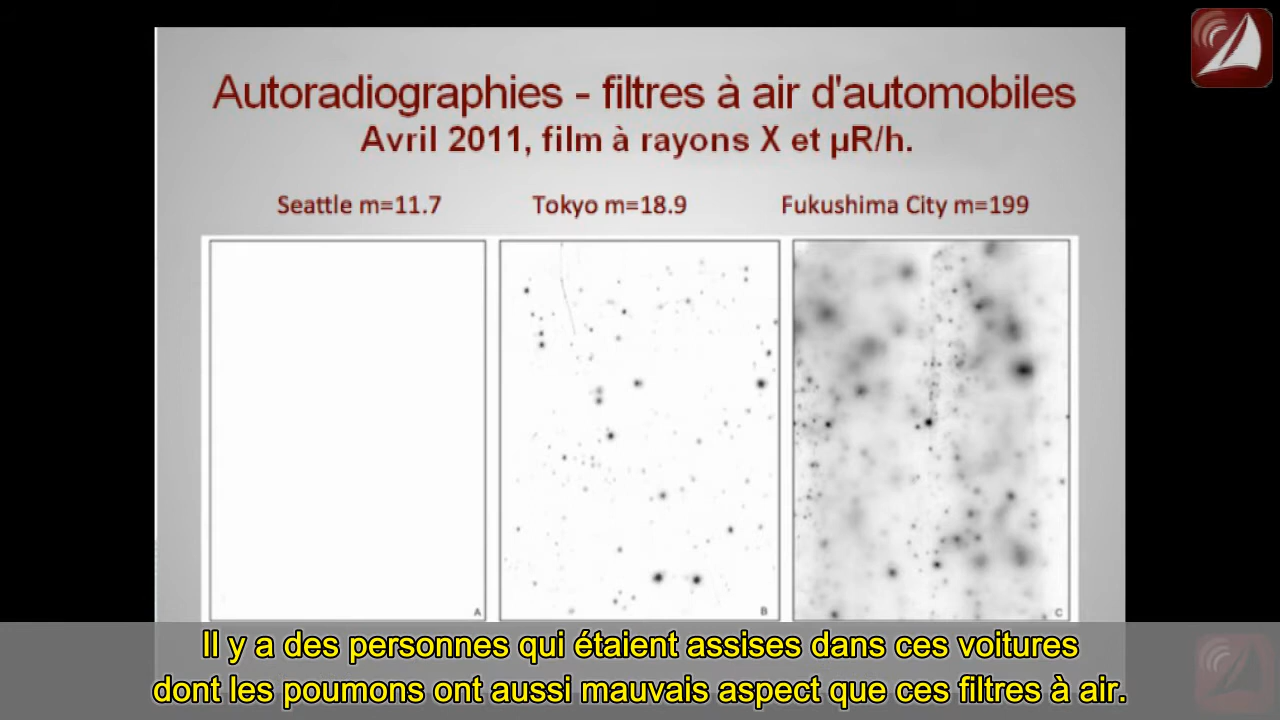 Autoradiographies - filtres à air d'automobiles
Avril 2011, film à rayons X et µR/h.
Seattle m=11.7 Tokyo m=18.9 Fukushima City m=199
A B C
Il y a des personnes qui étaient assises dans ces voitures
dont les poumons ont aussi mauvais aspect que ces filtres à air.